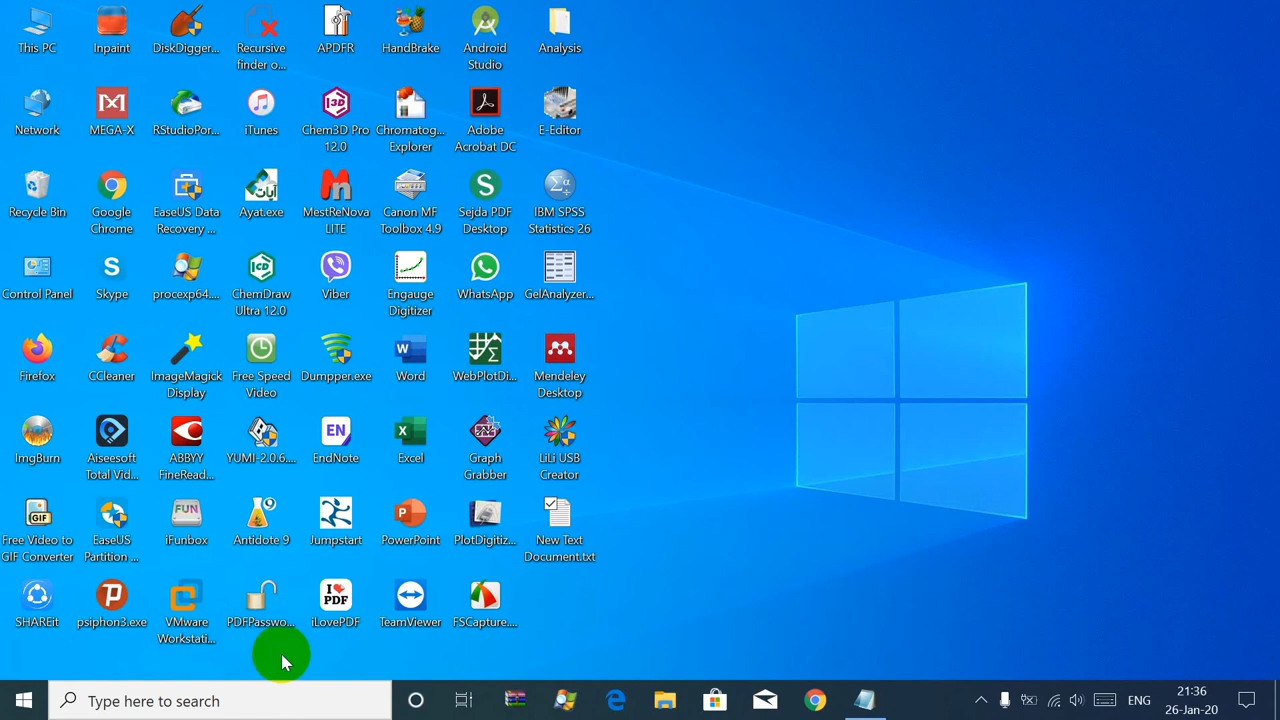 This PC
Inpaint
DiskDigger...
Recursive
finder o...
APDFR
HandBrake
Android
Studio
Analysis
Network
MEGA-X
RStudioPor...
iTunes
Chem3D Pro
12.0
Chromatog...
Explorer
Adobe
Acrobat DC
E-Editor
Recycle Bin
Google
Chrome
EaseUS Data
Recovery ...
Ayat.exe
MestReNova
LITE
Canon MF
Toolbox 4.9
Sejda PDF
Desktop
IBM SPSS
Statistics 26
Control Panel
Skype
procexp64....
ChemDraw
Ultra 12.0
Viber
Engauge
Digitizer
WhatsApp
GelAnalyzer...
Firefox
CCleaner
ImageMagick
Display
Free Speed
Video
Dumpper.exe
Word
WebPlotDi...
Mendeley
Desktop
ImgBurn
Aiseesoft
Total Vid...
ABBYY
FineRead...
YUMI-2.0.6....
EN
EndNote
Excel
Graph
Grabber
LiLi USB
Creator
GIF
Free Video to
GIF Converter
EaseUS
Partition ...
FUN
iFunbox
Antidote 9
Jumpstart
PowerPoint
PlotDigitiz...
New Text
Document.txt
SHAREit
psiphon3.exe
VMware
Workstati...
PDFPasswo...
I
PDF
iLovePDF
TeamViewer
FSCapture....
Type here to search
ENG
21:36
26-Jan-20